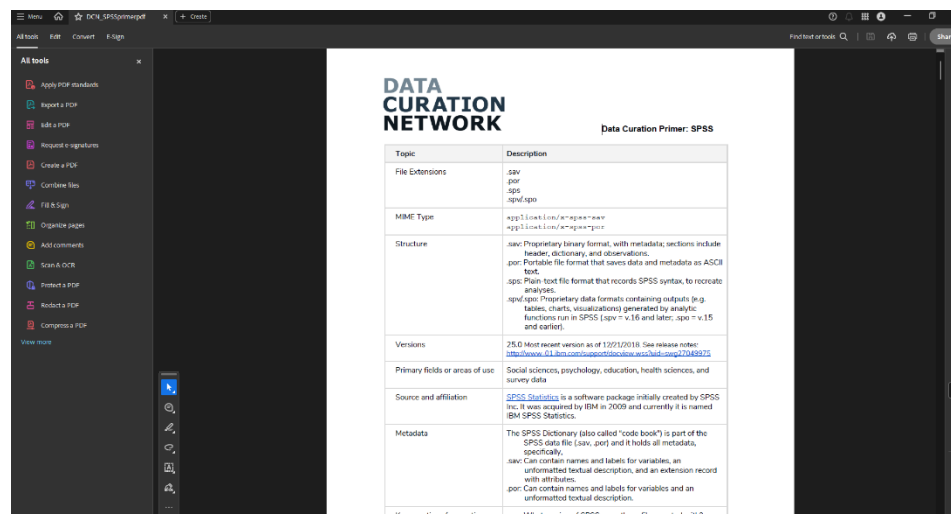 Menu
DCN_SPSSprimerpdf
Create
All tools Edit Convert E-Sign
Find text or tools
Shar
All tools
Apply PDF standards
Export a PDF
Edit a PDF
Request e-signatures
Create a PDF
Combine files
Fill & Sign
Organize pages
Add comments
Scan & OCR
Protect a PDF
Redact a PDF
Compress a PDF
View more
DATA
CURATION
NETWORK
Data Curation Primer: SPSS
Topic Description
File Extensions .sav
.por
.sps
.spv/.spo
MIME Type application/x-spss-sav
application/x-spss-por
Structure .sav: Proprietary binary format, with metadata; sections include
header, dictionary, and observations.
.por: Portable file format that saves data and metadata as ASCII
text.
.sps: Plain-text file format that records SPSS syntax, to recreate
analyses.
.spv/.spo: Proprietary data formats containing outputs (e.g.
tables, charts, visualizations) generated by analytic
functions run in SPSS (.spv = v.16 and later; .spo = v.15
and earlier).
Versions 25.0 Most recent version as of 12/21/2018. See release notes:
http://www-01.ibm.com/support/docview.wss?uid=swg27049975
Primary fields or areas of use Social sciences, psychology, education, health sciences, and
survey data
Source and affiliation SPSS Statistics is a software package initially created by SPSS
Inc. It was acquired by IBM in 2009 and currently it is named
IBM SPSS Statistics.
Metadata The SPSS Dictionary (also called "code book") is part of the
SPSS data file (.sav, .por) and it holds all metadata,
specifically,
.sav: Can contain names and labels for variables, an
unformatted textual description, and an extension record
with attributes.
.por: Can contain names and labels for variables and an
unformatted textual description.